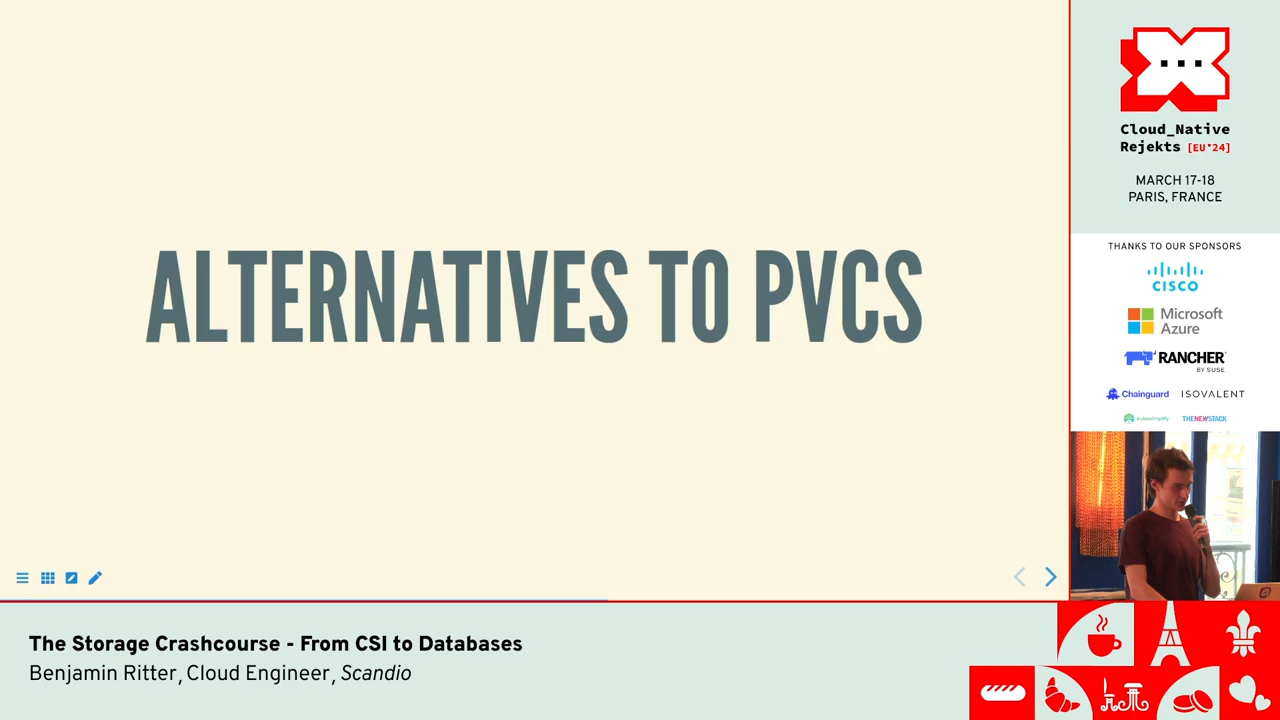 ALTERNATIVES TO PVCS
Cloud_Native
Rejekts [EU*24]
MARCH 17-18
PARIS, FRANCE
THANKS TO OUR SPONSORS
CISCO
Microsoft
Azure
RANCHER
BY SUSE
Chainguard ISOVALENT
Kubesimplify THENEWSTACK
The Storage Crashcourse - From CSI to Databases
Benjamin Ritter, Cloud Engineer, Scandio